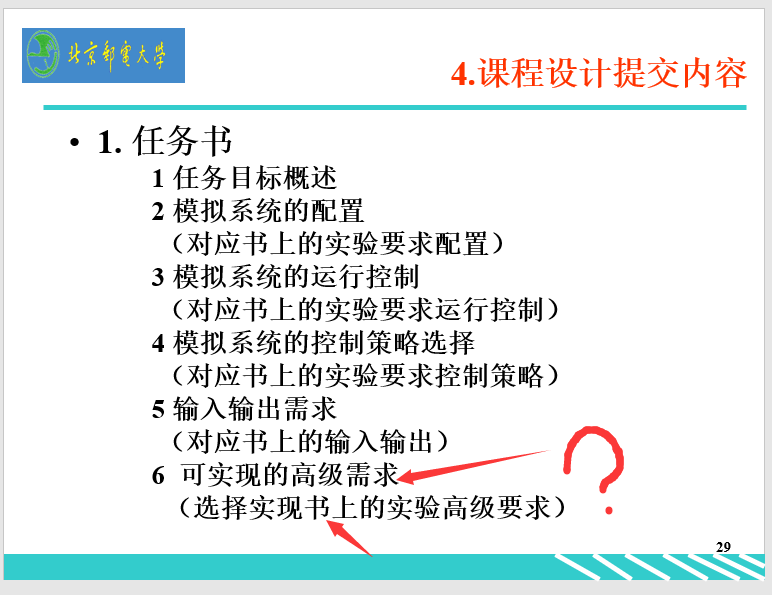 北京邮电大学
4.课程设计提交内容
• 1. 任务书
1 任务目标概述
2 模拟系统的配置
（对应书上的实验要求配置）
3 模拟系统的运行控制
（对应书上的实验要求运行控制）
4 模拟系统的控制策略选择
（对应书上的实验要求控制策略）
5 输入输出需求
（对应书上的输入输出）
6 可实现的高级需求
（选择实现书上的实验高级要求）
?
29